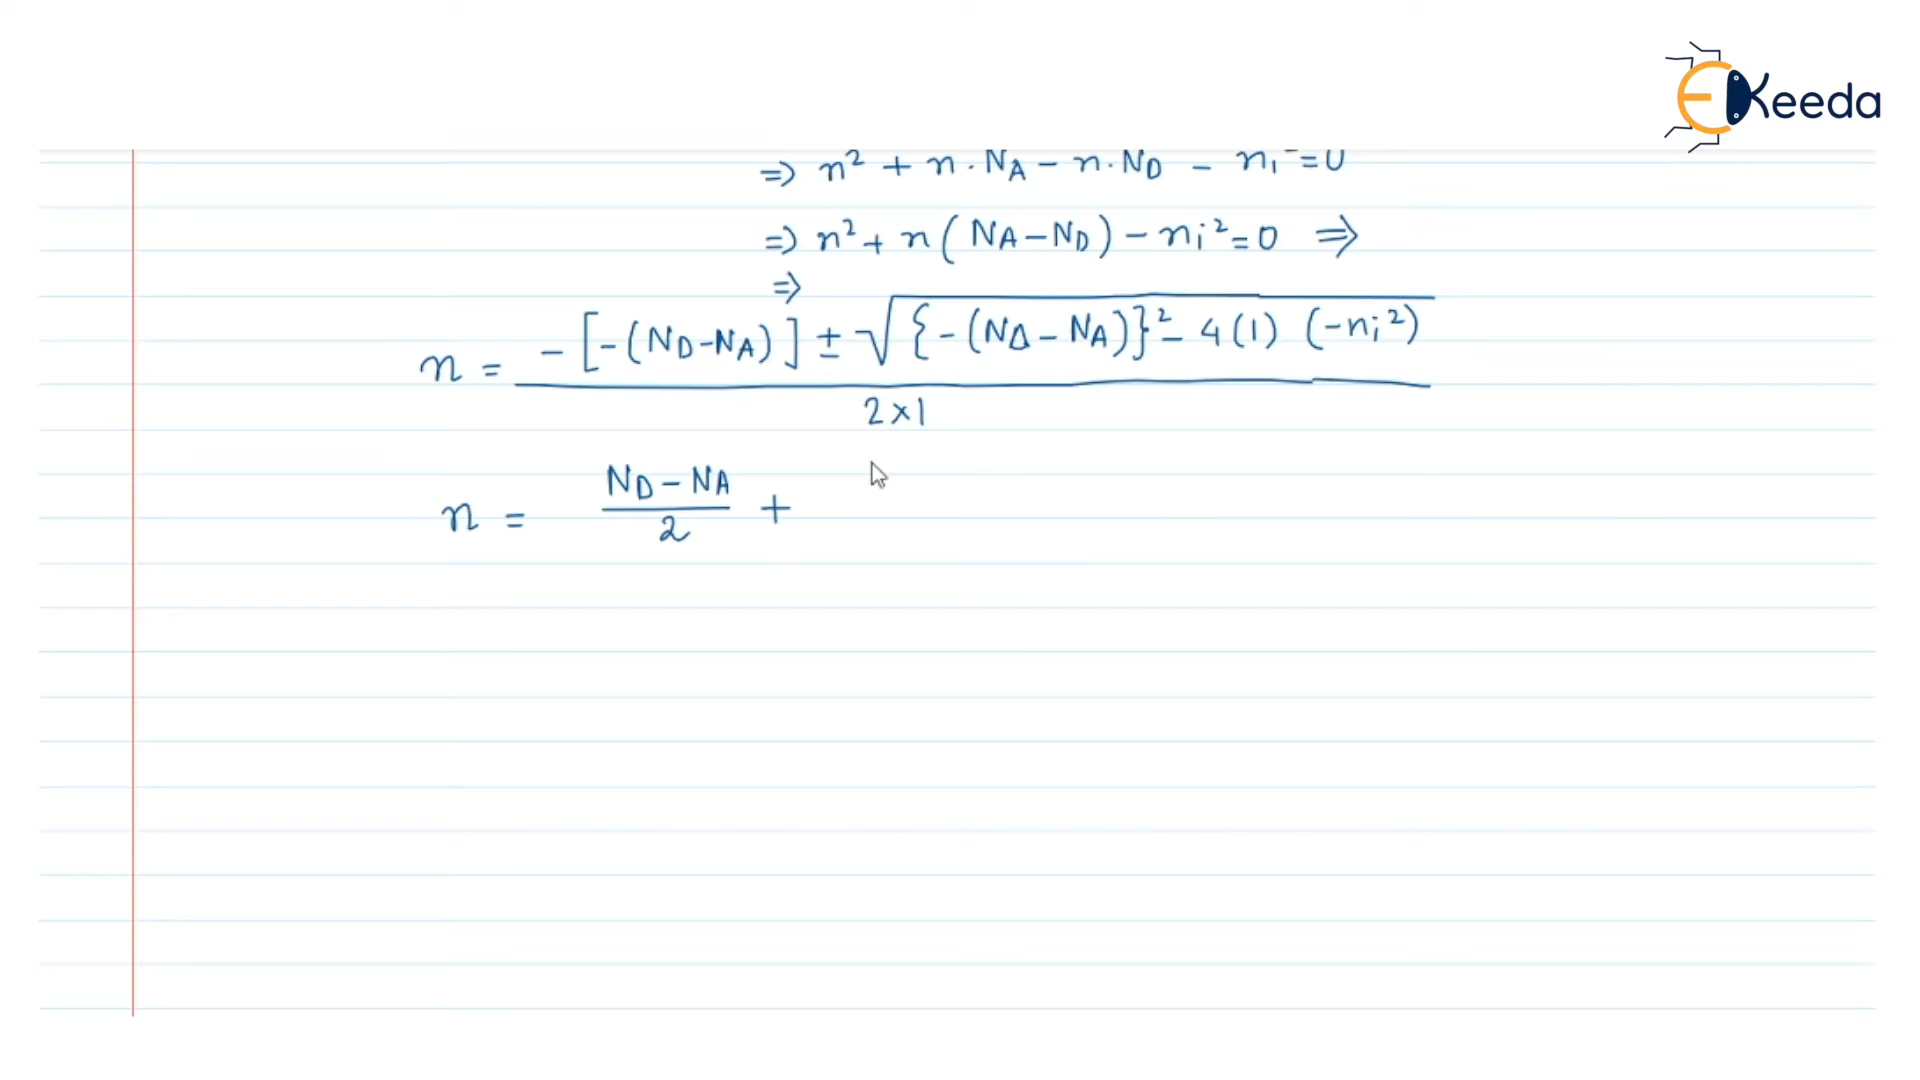 EKeeda
=> n² + n · N_A − n · N_D − n_i² = 0
=> n² + n ( N_A − N_D ) − n_i² = 0 =>
=>
n = − [ − ( N_D − N_A ) ] ± √ { − ( N_D − N_A ) }² − 4 (1) ( − n_i² ) / 2 × 1
n = N_D − N_A / 2 +